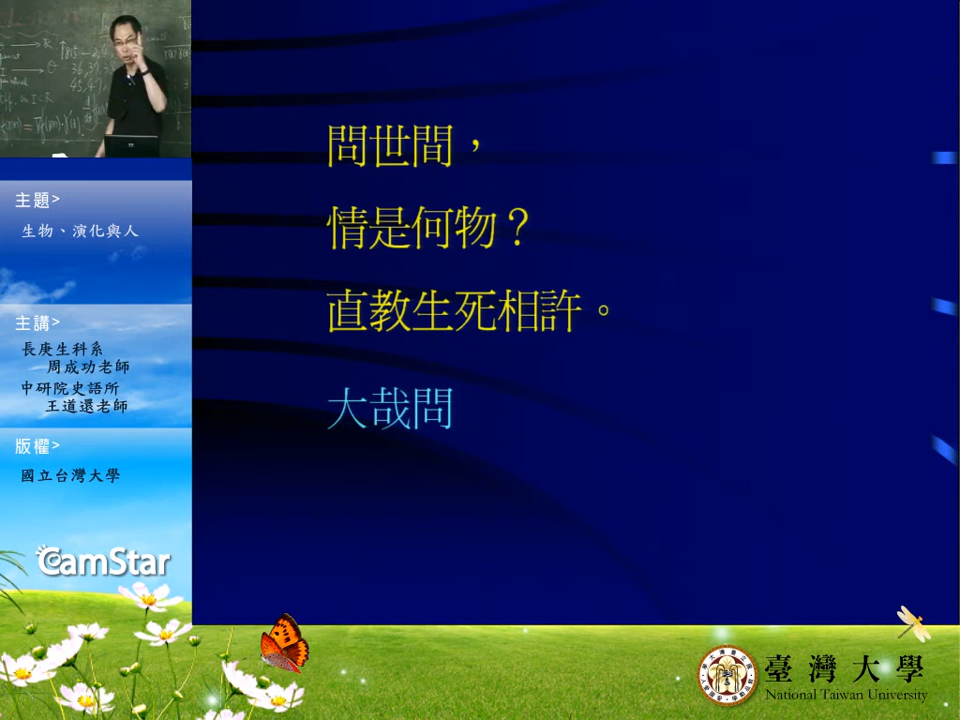 主題>
生物、演化與人
主講>
長庚生科系
周成功老師
中研院史語所
王道還老師
版權>
國立台灣大學
CamStar
問世間，
情是何物？
直教生死相許。
大哉問
臺灣大學
National Taiwan University